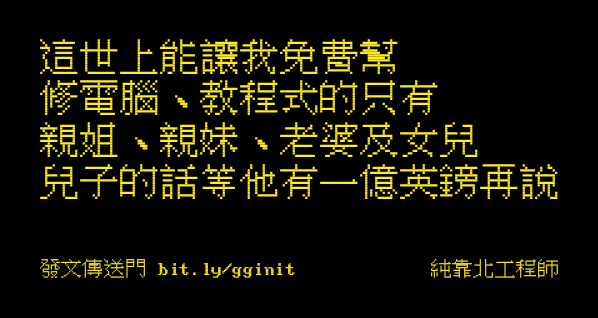 這世上能讓我免費幫
修電腦、教程式的只有
親姐、親妹、老婆及女兒
兒子的話等他有一億英鎊再說
發文傳送門 bit.ly/gginit
純靠北工程師